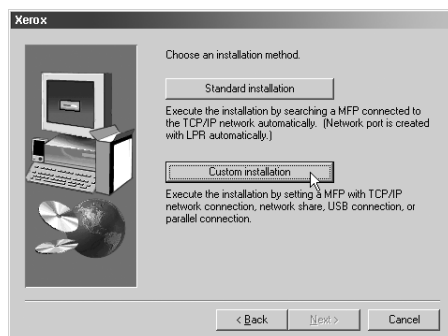 Xerox
Choose an installation method.
Standard installation
Execute the installation by searching a MFP connected to
the TCP/IP network automatically. (Network port is created
with LPR automatically.)
Custom installation
Execute the installation by setting a MFP with TCP/IP
network connection, network share, USB connection, or
parallel connection.
< Back
Next >
Cancel